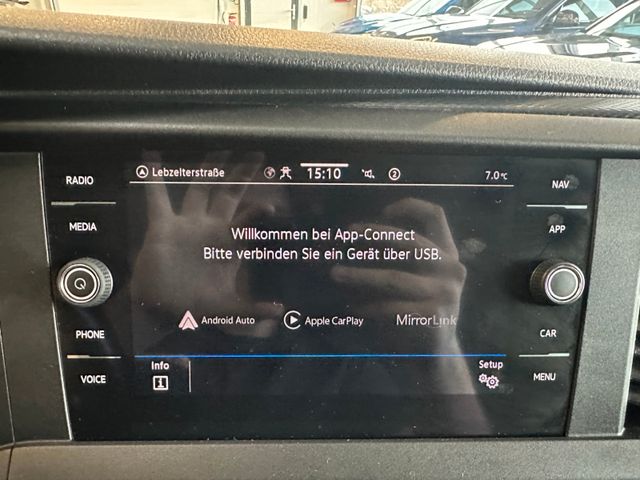 RADIO
MEDIA
PHONE
VOICE
Lebzelterstraße 15:10 2 7.0°C
Willkommen bei App-Connect
Bitte verbinden Sie ein Gerät über USB.
Android Auto Apple CarPlay MirrorLink
Info Setup
NAV
APP
CAR
MENU